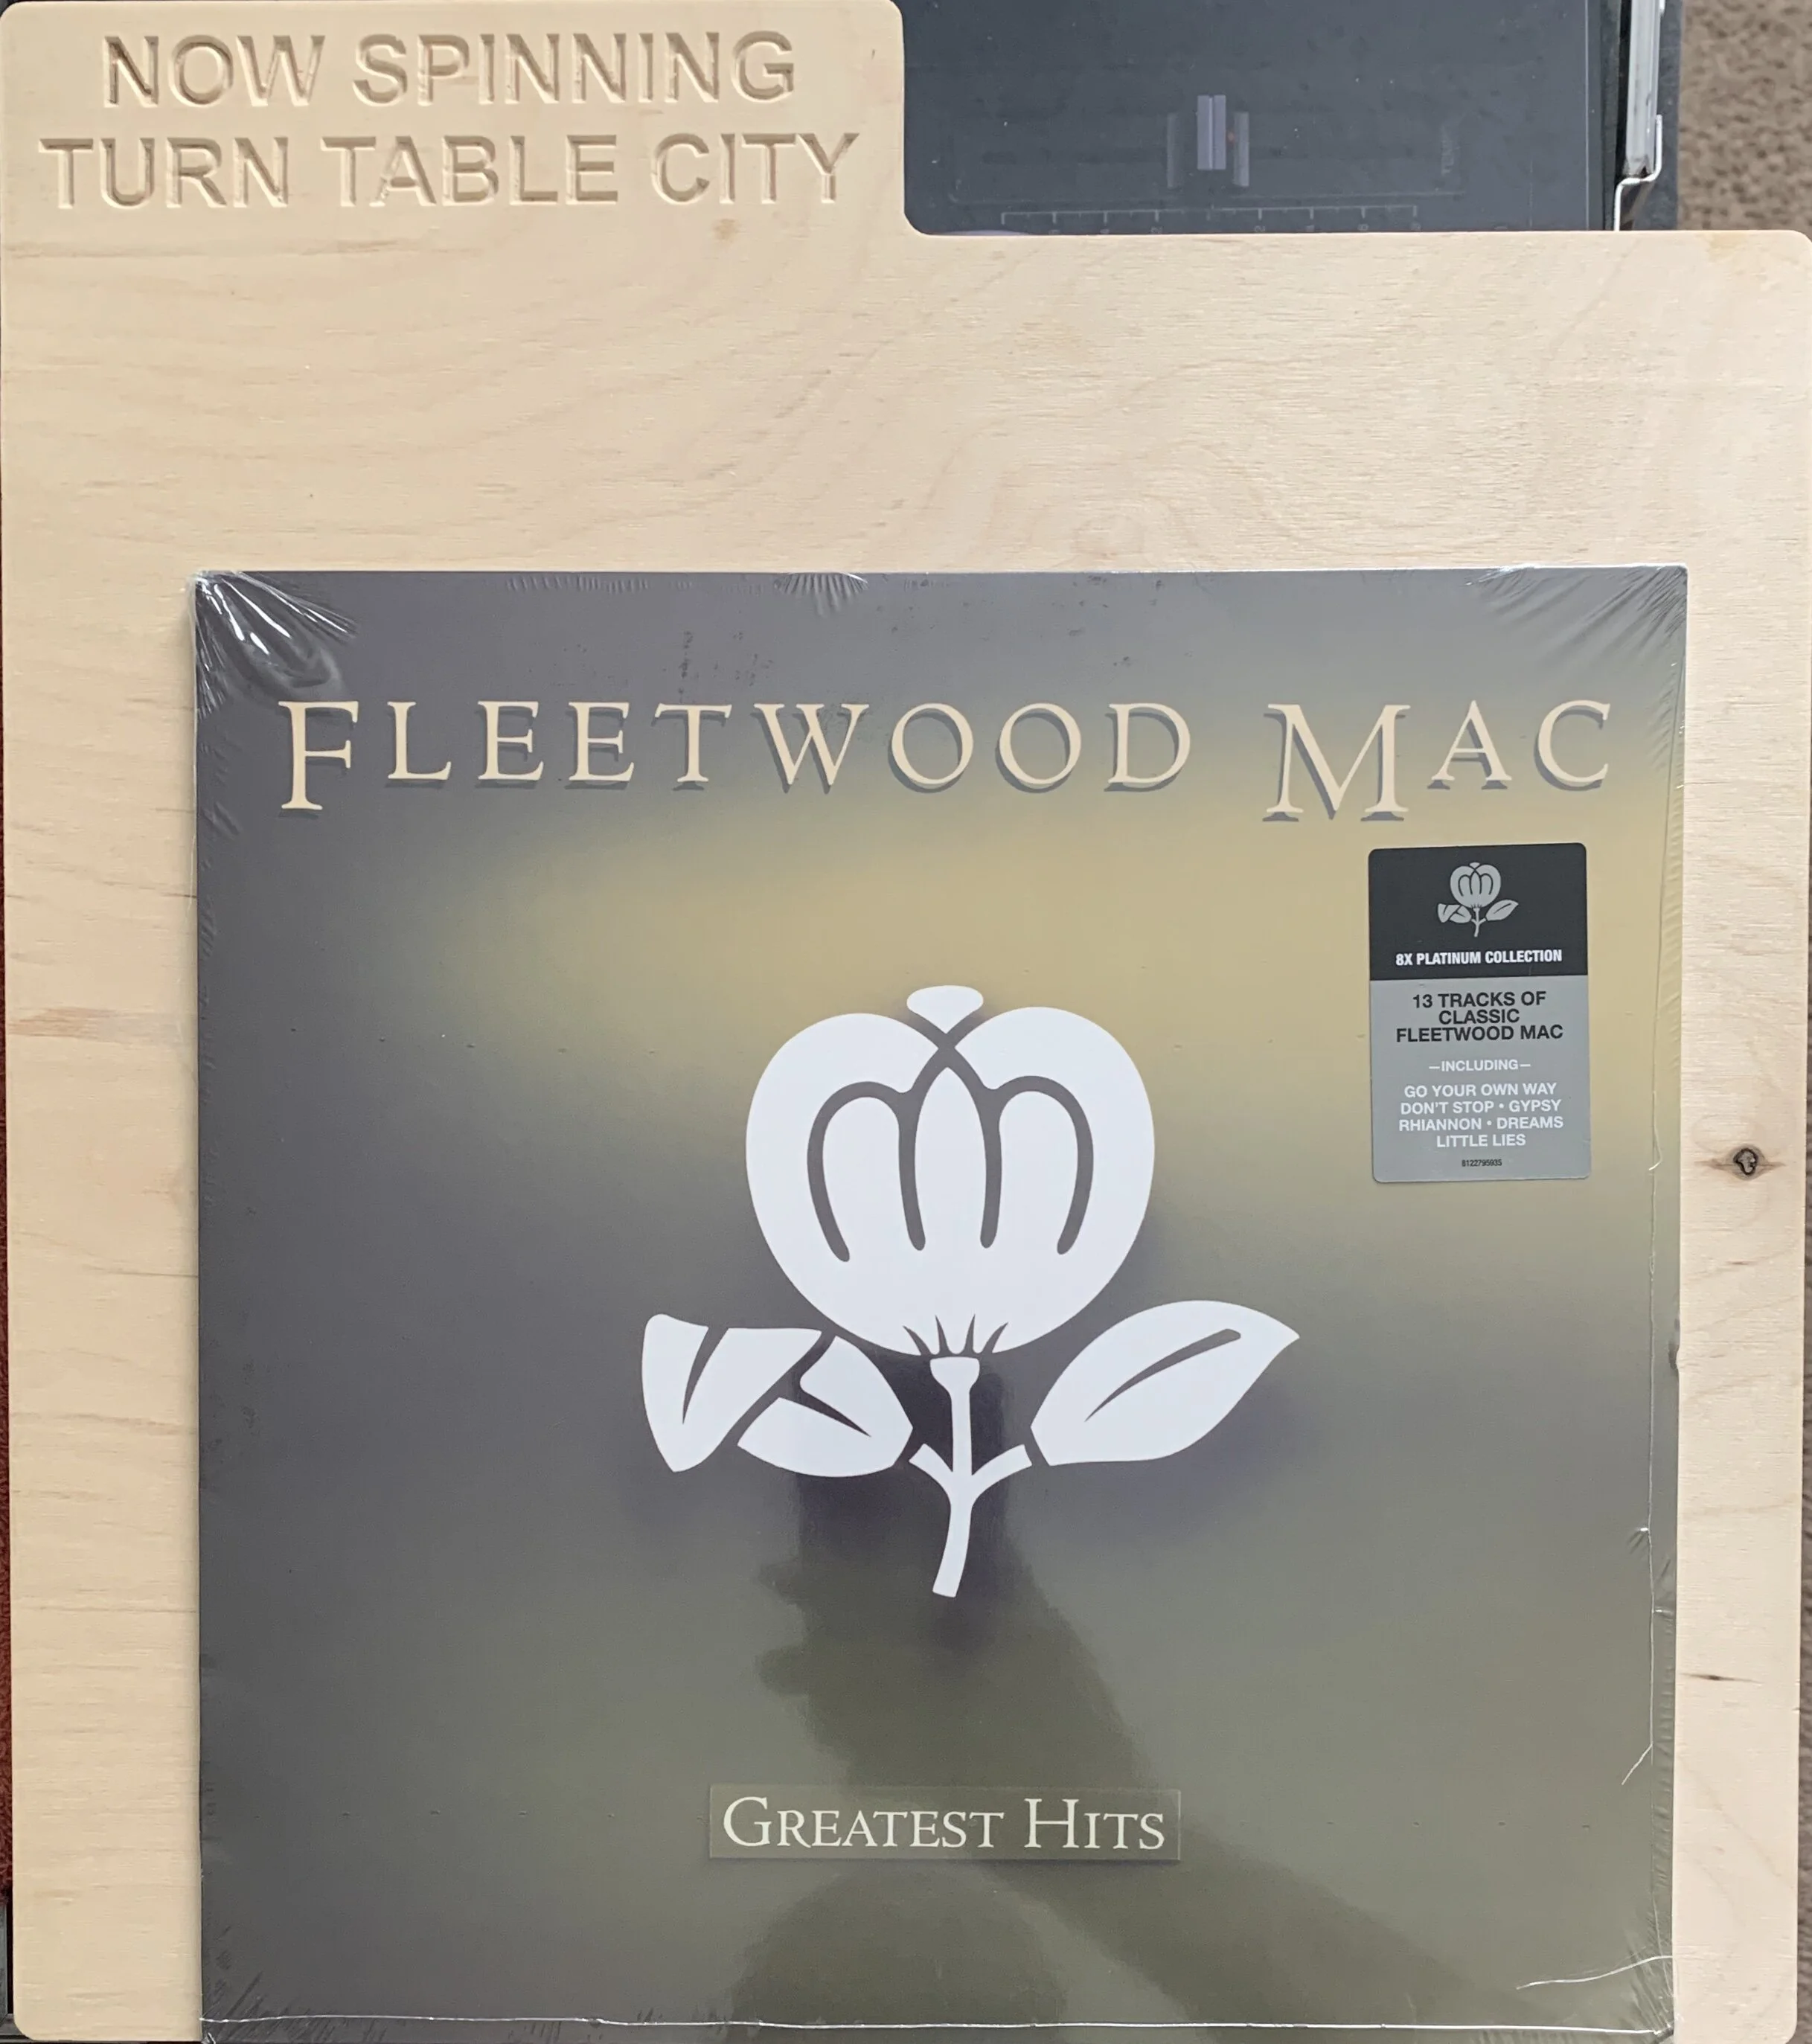 NOW SPINNING
TURN TABLE CITY
FLEETWOOD MAC
8X PLATINUM COLLECTION
13 TRACKS OF
CLASSIC
FLEETWOOD MAC
—INCLUDING—
GO YOUR OWN WAY
DON'T STOP • GYPSY
RHIANNON • DREAMS
LITTLE LIES
8122795935
GREATEST HITS